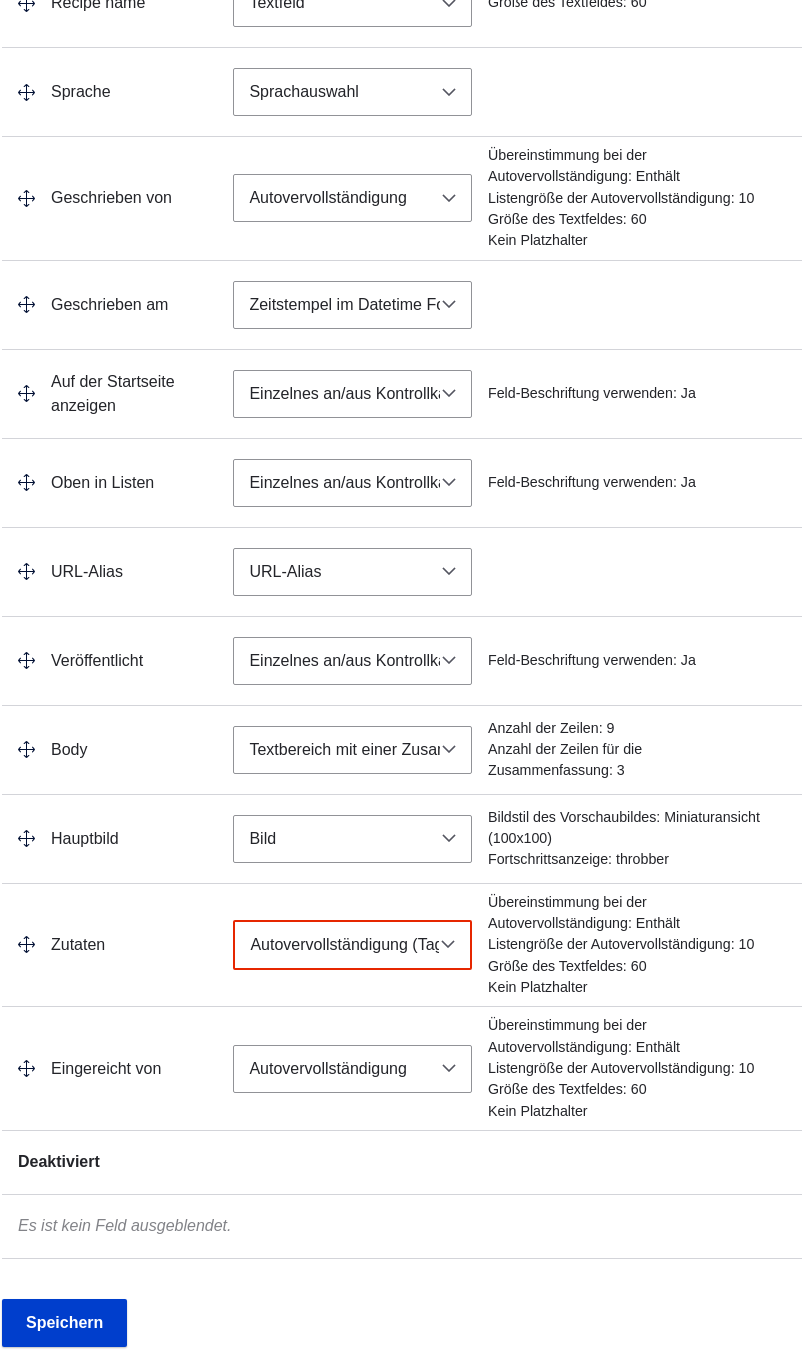 Recipe name
Textfeld
Größe des Textfeldes: 60
Sprache
Sprachauswahl
Geschrieben von
Autovervollständigung
Übereinstimmung bei der
Autovervollständigung: Enthält
Listengröße der Autovervollständigung: 10
Größe des Textfeldes: 60
Kein Platzhalter
Geschrieben am
Zeitstempel im Datetime Fo
Auf der Startseite
anzeigen
Einzelnes an/aus Kontrollkä
Feld-Beschriftung verwenden: Ja
Oben in Listen
Einzelnes an/aus Kontrollkä
Feld-Beschriftung verwenden: Ja
URL-Alias
URL-Alias
Veröffentlicht
Einzelnes an/aus Kontrollkä
Feld-Beschriftung verwenden: Ja
Body
Textbereich mit einer Zusam
Anzahl der Zeilen: 9
Anzahl der Zeilen für die
Zusammenfassung: 3
Hauptbild
Bild
Bildstil des Vorschaubildes: Miniaturansicht
(100x100)
Fortschrittsanzeige: throbber
Zutaten
Autovervollständigung (Tag
Übereinstimmung bei der
Autovervollständigung: Enthält
Listengröße der Autovervollständigung: 10
Größe des Textfeldes: 60
Kein Platzhalter
Eingereicht von
Autovervollständigung
Übereinstimmung bei der
Autovervollständigung: Enthält
Listengröße der Autovervollständigung: 10
Größe des Textfeldes: 60
Kein Platzhalter
Deaktiviert
Es ist kein Feld ausgeblendet.
Speichern